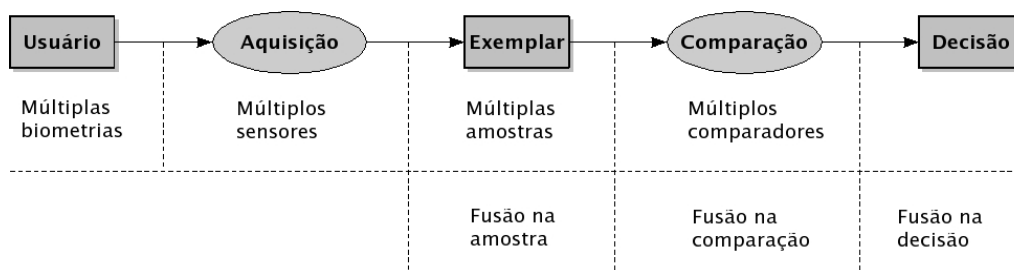 Usuário
Aquisição
Exemplar
Comparação
Decisão
Múltiplas
biometrias
Múltiplos
sensores
Múltiplas
amostras
Múltiplos
comparadores
Fusão na
amostra
Fusão na
comparação
Fusão na
decisão